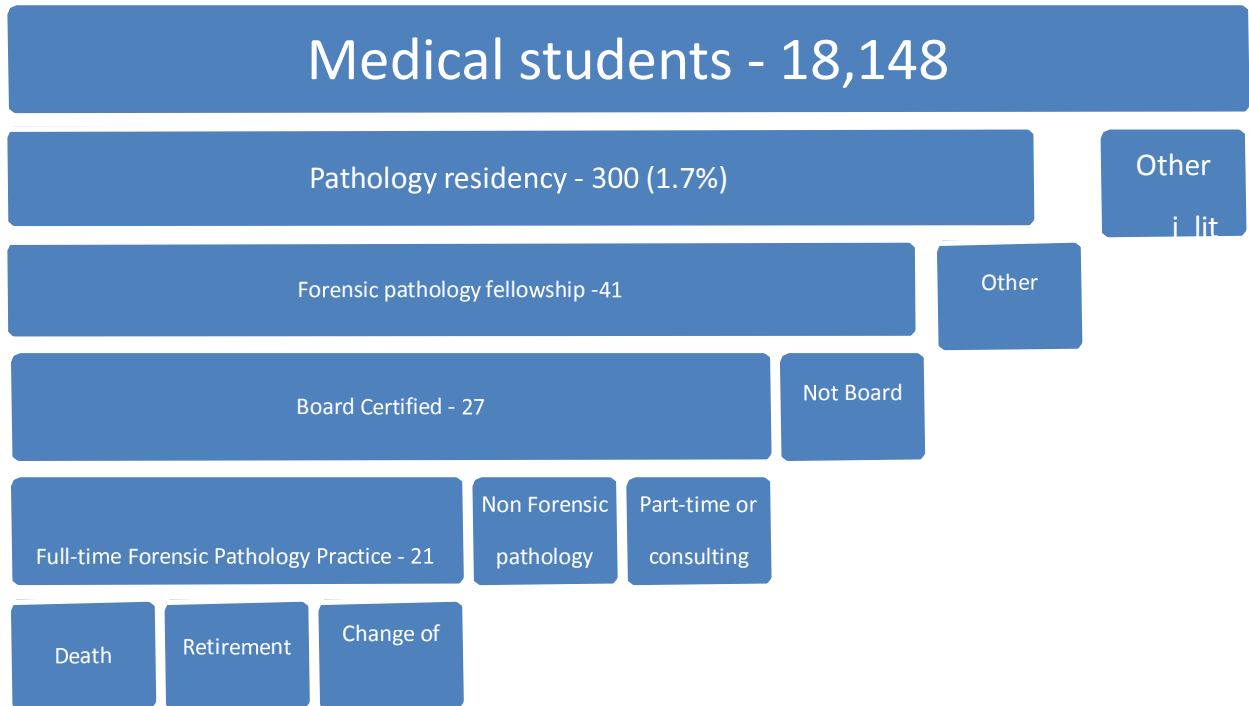 Medical students - 18,148
Pathology residency - 300 (1.7%)
Other
Forensic pathology fellowship -41
Other
Board Certified - 27
Not Board
Full-time Forensic Pathology Practice - 21
Non Forensic
pathology
Part-time or
consulting
Death
Retirement
Change of